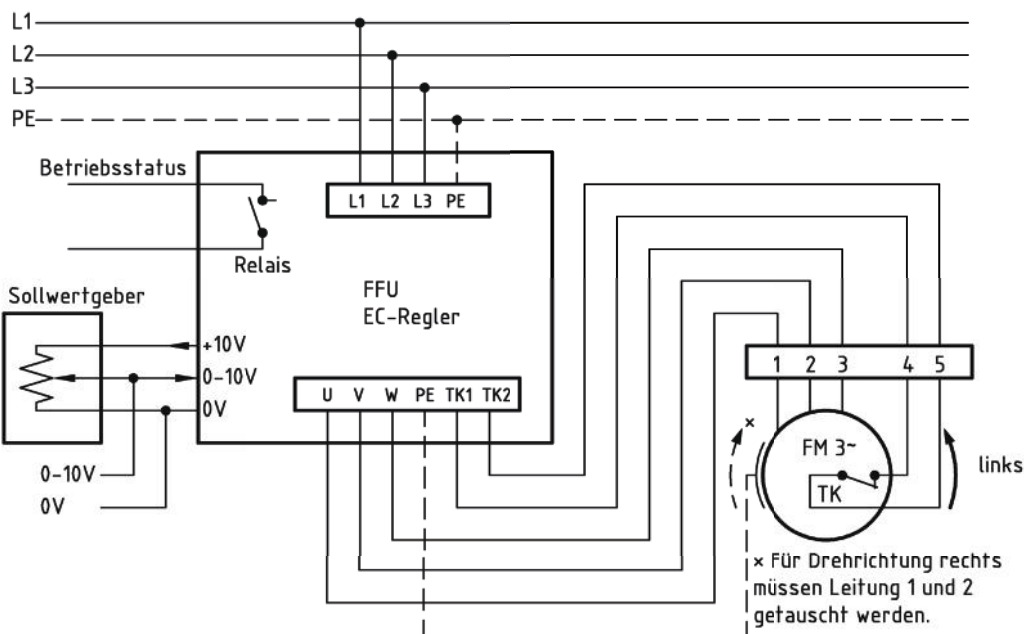 L1
L2
L3
PE
Betriebsstatus
L1 L2 L3 PE
Relais
FFU
EC-Regler
Sollwertgeber
+10V
0-10V
0V
U V W PE TK1 TK2
0-10V
0V
1 2 3 4 5
×
FM 3~
TK
links
× Für Drehrichtung rechts
müssen Leitung 1 und 2
getauscht werden.